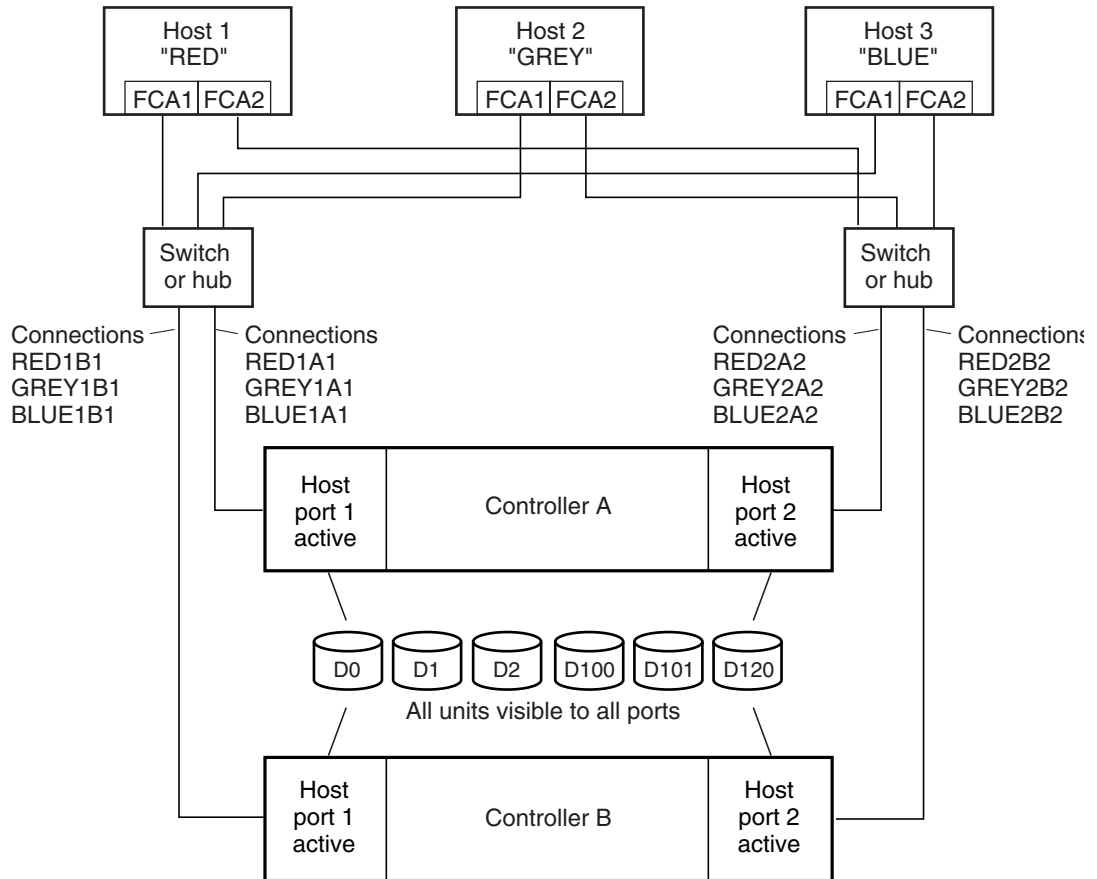 Host 1
"RED"
FCA1 FCA2
Host 2
"GREY"
FCA1 FCA2
Host 3
"BLUE"
FCA1 FCA2
Switch
or hub
Switch
or hub
Connections
RED1B1
GREY1B1
BLUE1B1
Connections
RED1A1
GREY1A1
BLUE1A1
Connections
RED2A2
GREY2A2
BLUE2A2
Connections
RED2B2
GREY2B2
BLUE2B2
Host
port 1
active
Controller A
Host
port 2
active
D0 D1 D2 D100 D101 D120
All units visible to all ports
Host
port 1
active
Controller B
Host
port 2
active